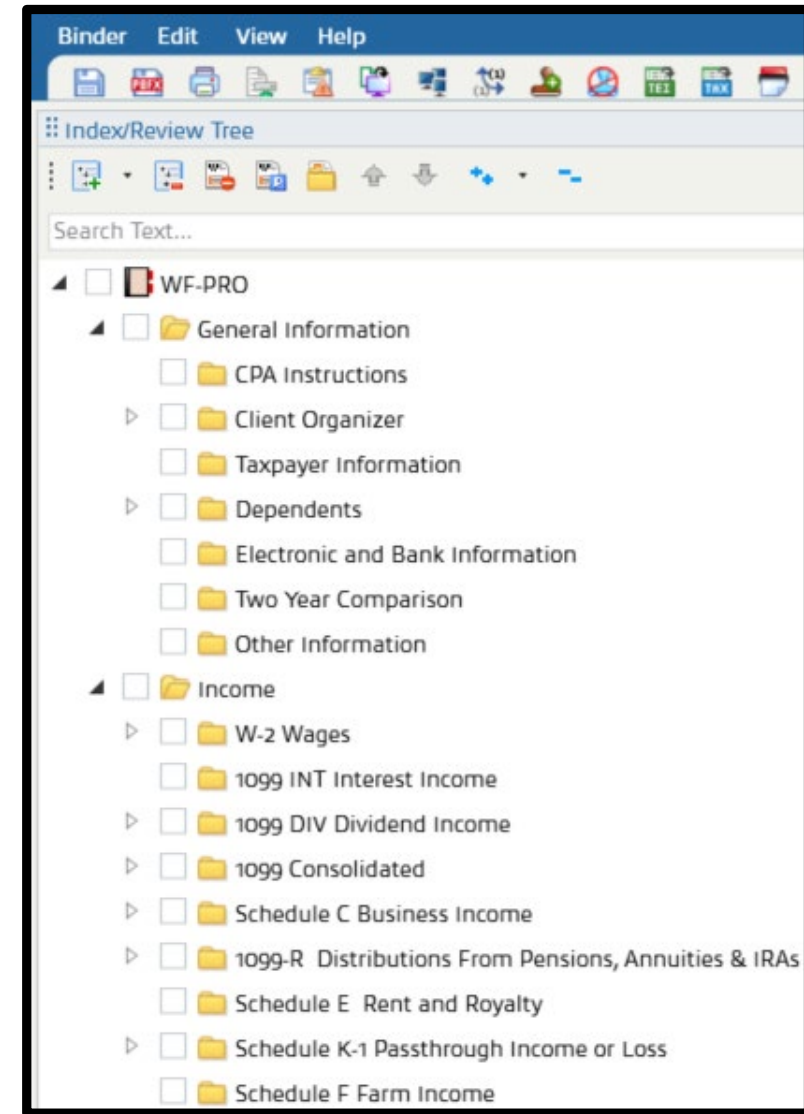 Binder Edit View Help
Index/Review Tree
Search Text...
WF-PRO
General Information
CPA Instructions
Client Organizer
Taxpayer Information
Dependents
Electronic and Bank Information
Two Year Comparison
Other Information
Income
W-2 Wages
1099 INT Interest Income
1099 DIV Dividend Income
1099 Consolidated
Schedule C Business Income
1099-R Distributions From Pensions, Annuities & IRAs
Schedule E Rent and Royalty
Schedule K-1 Passthrough Income or Loss
Schedule F Farm Income